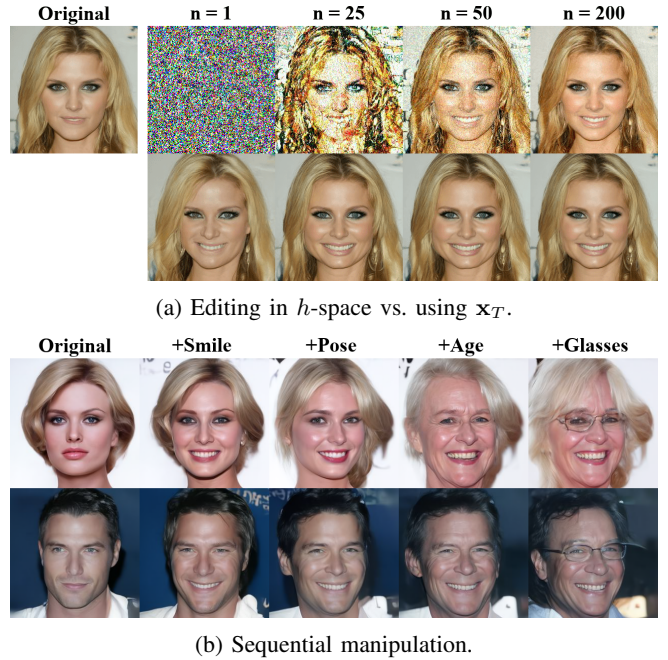 Original n = 1 n = 25 n = 50 n = 200
(a) Editing in h-space vs. using x_T.
Original +Smile +Pose +Age +Glasses
(b) Sequential manipulation.